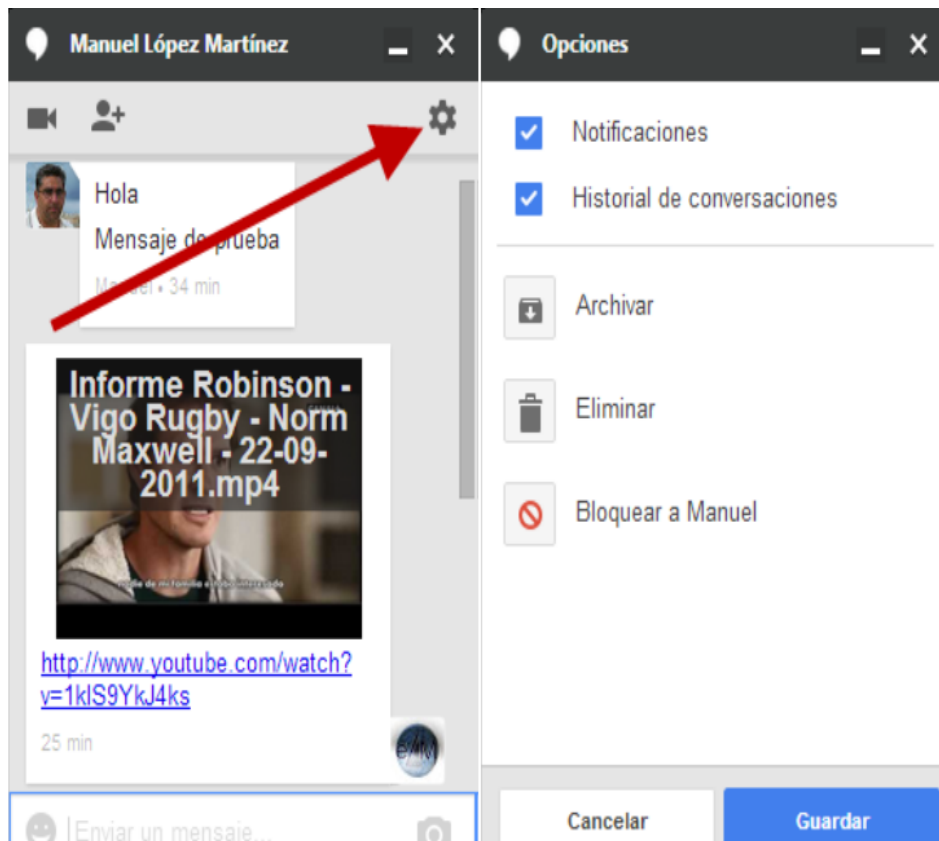 Manuel López Martínez
Hola
Mensaje de prueba
Manuel • 34 min
Informe Robinson -
Vigo Rugby - Norm
Maxwell - 22-09-
2011.mp4
http://www.youtube.com/watch?
v=1klS9YkJ4ks
25 min
Enviar un mensaje...
Opciones
Notificaciones
Historial de conversaciones
Archivar
Eliminar
Bloquear a Manuel
Cancelar
Guardar